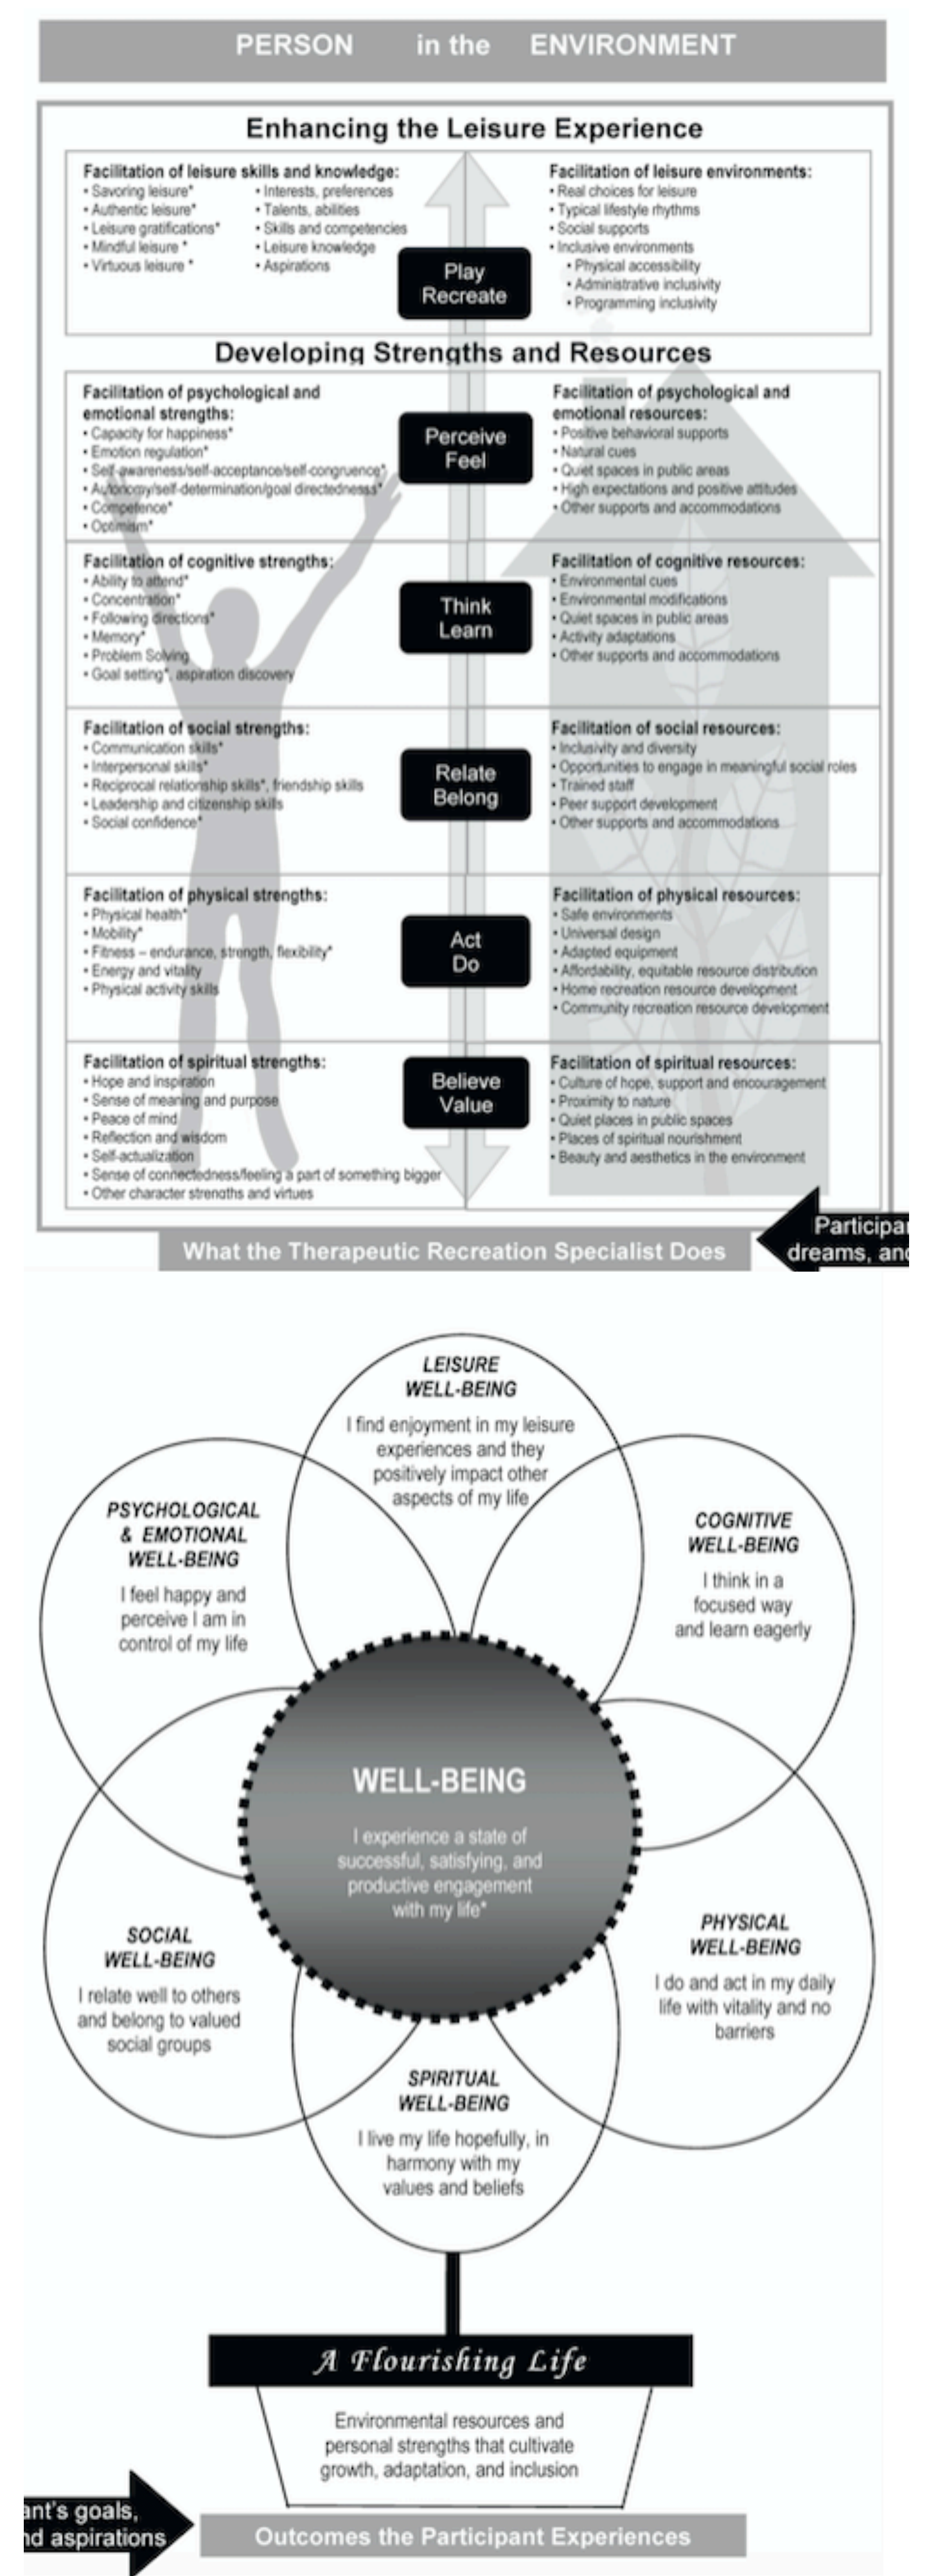 PERSON in the ENVIRONMENT
Enhancing the Leisure Experience
Facilitation of leisure skills and knowledge:
• Savoring leisure*
• Authentic leisure*
• Leisure gratifications*
• Mindful leisure *
• Virtuous leisure *
• Interests, preferences
• Talents, abilities
• Skills and competencies
• Leisure knowledge
• Aspirations
Play
Recreate
Facilitation of leisure environments:
• Real choices for leisure
• Typical lifestyle rhythms
• Social supports
• Inclusive environments
• Physical accessibility
• Administrative inclusivity
• Programming inclusivity
Developing Strengths and Resources
Facilitation of psychological and
emotional strengths:
• Capacity for happiness*
• Emotion regulation*
• Self-awareness/self-acceptance/self-congruence*
• Autonomy/self-determination/goal directednesss*
• Competence*
• Optimism*
Perceive
Feel
Facilitation of psychological and
emotional resources:
• Positive behavioral supports
• Natural cues
• Quiet spaces in public areas
• High expectations and positive attitudes
• Other supports and accommodations
Facilitation of cognitive strengths:
• Ability to attend*
• Concentration*
• Following directions*
• Memory*
• Problem Solving
• Goal setting*, aspiration discovery
Think
Learn
Facilitation of cognitive resources:
• Environmental cues
• Environmental modifications
• Quiet spaces in public areas
• Activity adaptations
• Other supports and accommodations
Facilitation of social strengths:
• Communication skills*
• Interpersonal skills*
• Reciprocal relationship skills*, friendship skills
• Leadership and citizenship skills
• Social confidence*
Relate
Belong
Facilitation of social resources:
• Inclusivity and diversity
• Opportunities to engage in meaningful social roles
• Trained staff
• Peer support development
• Other supports and accommodations
Facilitation of physical strengths:
• Physical health*
• Mobility*
• Fitness – endurance, strength, flexibility*
• Energy and vitality
• Physical activity skills
Act
Do
Facilitation of physical resources:
• Safe environments
• Universal design
• Adapted equipment
• Affordability, equitable resource distribution
• Home recreation resource development
• Community recreation resource development
Facilitation of spiritual strengths:
• Hope and inspiration
• Sense of meaning and purpose
• Peace of mind
• Reflection and wisdom
• Self-actualization
• Sense of connectedness/feeling a part of something bigger
• Other character strengths and virtues
Believe
Value
Facilitation of spiritual resources:
• Culture of hope, support and encouragement
• Proximity to nature
• Quiet places in public spaces
• Places of spiritual nourishment
• Beauty and aesthetics in the environment
What the Therapeutic Recreation Specialist Does
Participa
dreams, and
LEISURE
WELL-BEING
I find enjoyment in my leisure
experiences and they
positively impact other
aspects of my life
PSYCHOLOGICAL
& EMOTIONAL
WELL-BEING
I feel happy and
perceive I am in
control of my life
COGNITIVE
WELL-BEING
I think in a
focused way
and learn eagerly
WELL-BEING
I experience a state of
successful, satisfying, and
productive engagement
with my life*
SOCIAL
WELL-BEING
I relate well to others
and belong to valued
social groups
PHYSICAL
WELL-BEING
I do and act in my daily
life with vitality and no
barriers
SPIRITUAL
WELL-BEING
I live my life hopefully, in
harmony with my
values and beliefs
A Flourishing Life
Environmental resources and
personal strengths that cultivate
growth, adaptation, and inclusion
ant's goals,
nd aspirations
Outcomes the Participant Experiences